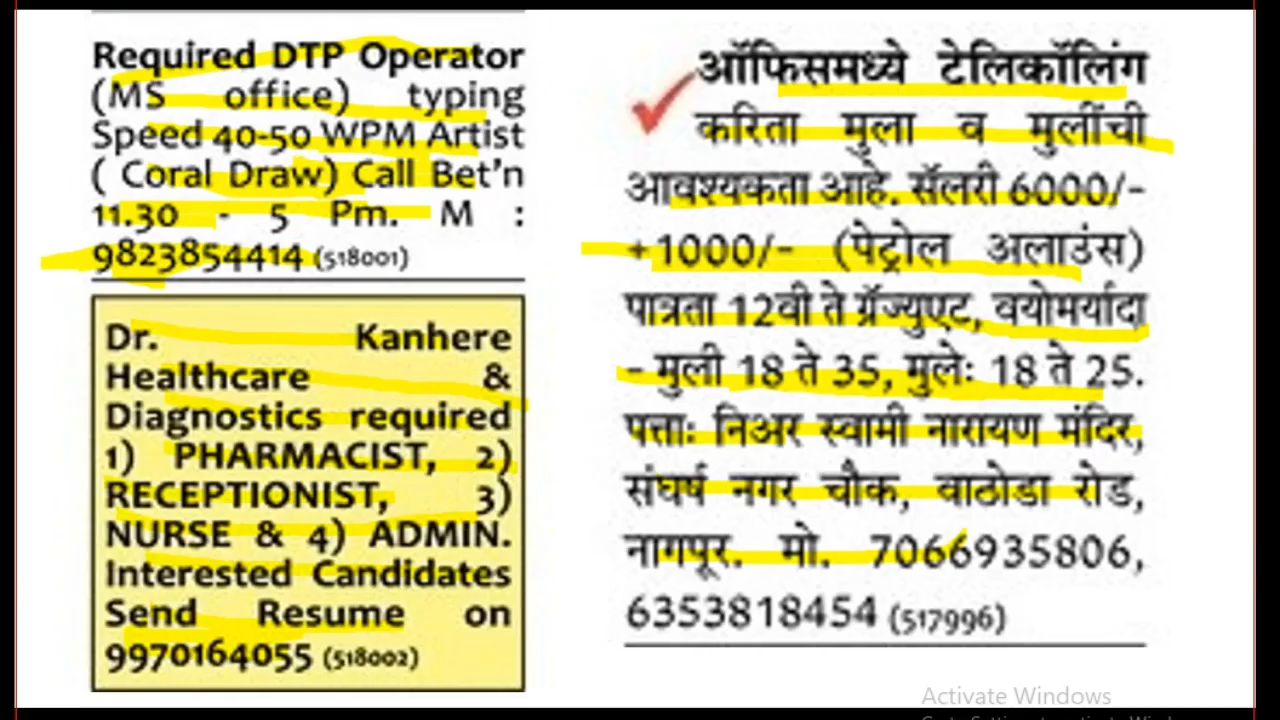 Required DTP Operator
(MS office) typing
Speed 40-50 WPM Artist
( Coral Draw) Call Bet'n
11.30 - 5 Pm. M :
9823854414 (518001)
Dr. Kanhere
Healthcare &
Diagnostics required
1) PHARMACIST, 2)
RECEPTIONIST, 3)
NURSE & 4) ADMIN.
Interested Candidates
Send Resume on
9970164055 (518002)
ऑफिसमध्ये टेलिकॉलिंग
करिता मुला व मुलींची
आवश्यकता आहे. सॅलरी 6000/-
+1000/- (पेट्रोल अलाउंस)
पात्रता 12वी ते ग्रॅज्युएट, वयोमर्यादा
- मुली 18 ते 35, मुलेः 18 ते 25.
पत्ताः निअर स्वामी नारायण मंदिर,
संघर्ष नगर चौक, वाठोडा रोड,
नागपूर. मो. 7066935806,
6353818454 (517996)
Activate Windows